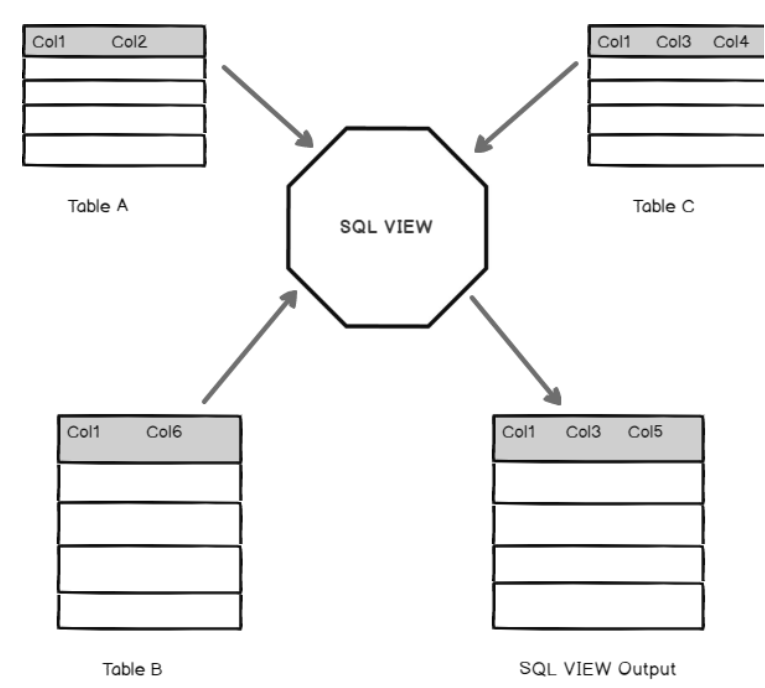 Col1 Col2
Table A
Col1 Col3 Col4
Table C
SQL VIEW
Col1 Col6
Table B
Col1 Col3 Col5
SQL VIEW Output